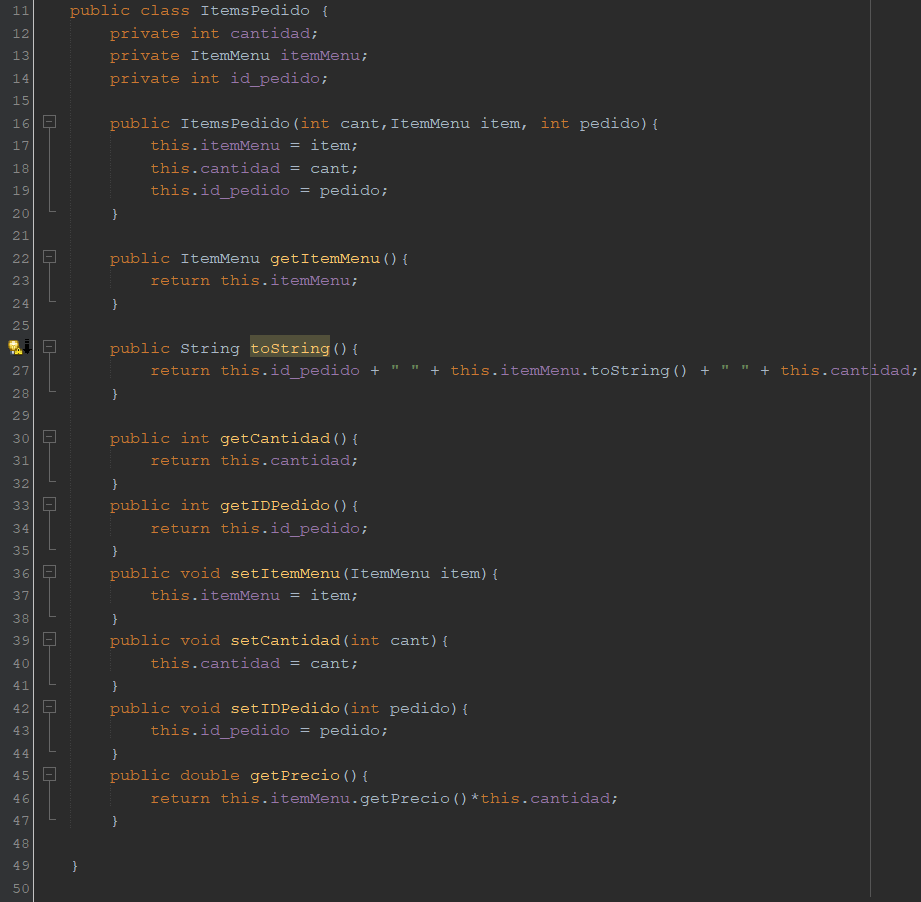 11 public class ItemsPedido {
12 private int cantidad;
13 private ItemMenu itemMenu;
14 private int id_pedido;
15
16 public ItemsPedido(int cant,ItemMenu item, int pedido){
17 this.itemMenu = item;
18 this.cantidad = cant;
19 this.id_pedido = pedido;
20 }
21
22 public ItemMenu getItemMenu(){
23 return this.itemMenu;
24 }
25
public String toString(){
27 return this.id_pedido + " " + this.itemMenu.toString() + " " + this.cantidad;
28 }
29
30 public int getCantidad(){
31 return this.cantidad;
32 }
33 public int getIDPedido(){
34 return this.id_pedido;
35 }
36 public void setItemMenu(ItemMenu item){
37 this.itemMenu = item;
38 }
39 public void setCantidad(int cant){
40 this.cantidad = cant;
41 }
42 public void setIDPedido(int pedido){
43 this.id_pedido = pedido;
44 }
45 public double getPrecio(){
46 return this.itemMenu.getPrecio()*this.cantidad;
47 }
48
49 }
50